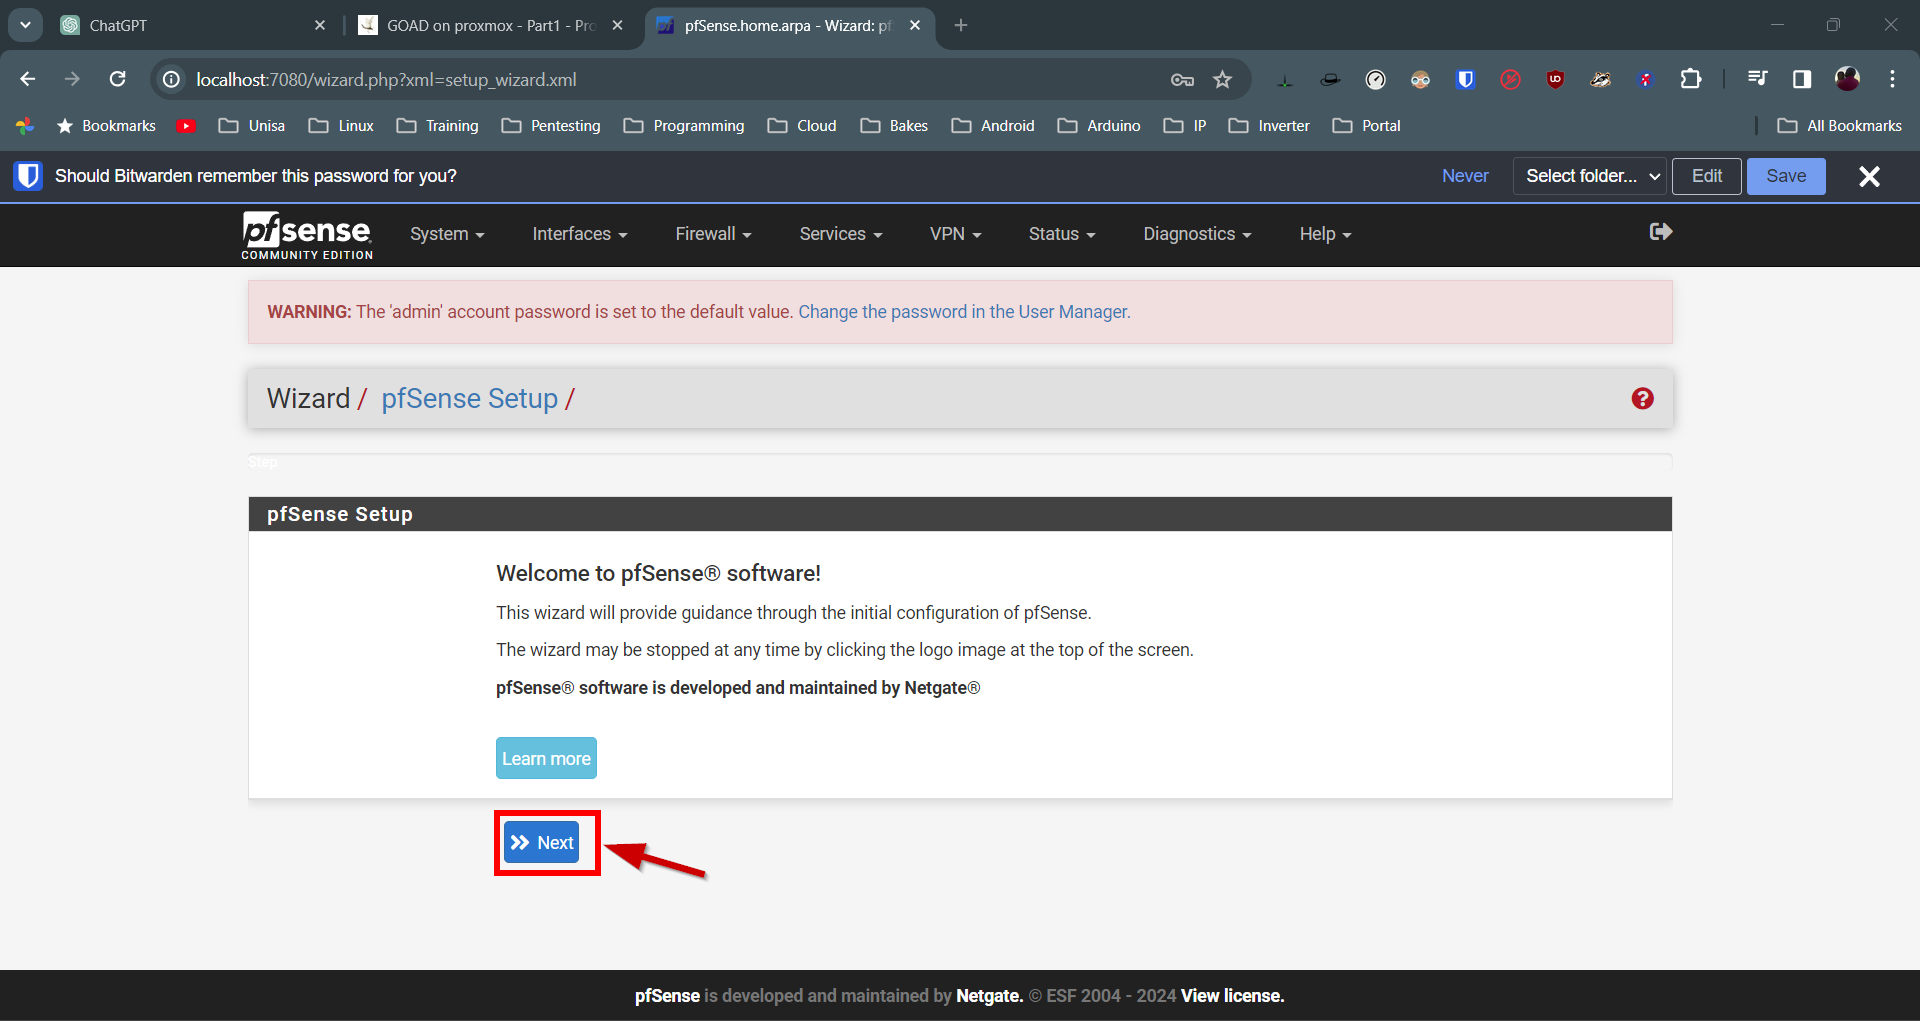 ChatGPT
GOAD on proxmox - Part1 - Pro
pfSense.home.arpa - Wizard: pf
localhost:7080/wizard.php?xml=setup_wizard.xml
Bookmarks
Unisa
Linux
Training
Pentesting
Programming
Cloud
Bakes
Android
Arduino
IP
Inverter
Portal
All Bookmarks
Should Bitwarden remember this password for you?
Never
Select folder...
Edit
Save
pfsense
COMMUNITY EDITION
System
Interfaces
Firewall
Services
VPN
Status
Diagnostics
Help
WARNING: The 'admin' account password is set to the default value. Change the password in the User Manager.
Wizard / pfSense Setup /
Step
pfSense Setup
Welcome to pfSense® software!
This wizard will provide guidance through the initial configuration of pfSense.
The wizard may be stopped at any time by clicking the logo image at the top of the screen.
pfSense® software is developed and maintained by Netgate®
Learn more
Next
pfSense is developed and maintained by Netgate. © ESF 2004 - 2024 View license.